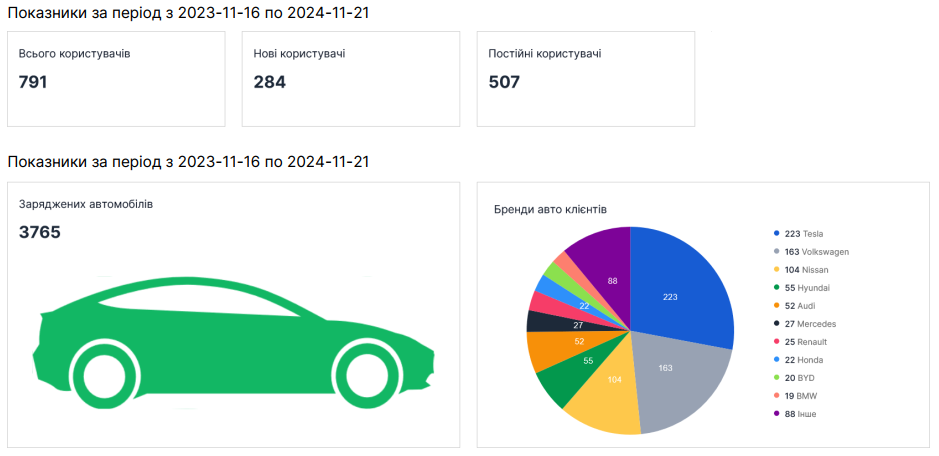 Показники за період з 2023-11-16 по 2024-11-21
Всього користувачів
791
Нові користувачі
284
Постійні користувачі
507
Показники за період з 2023-11-16 по 2024-11-21
Заряджених автомобілів
3765
Бренди авто клієнтів
223
163
104
55
52
27
22
88
223 Tesla
163 Volkswagen
104 Nissan
55 Hyundai
52 Audi
27 Mercedes
25 Renault
22 Honda
20 BYD
19 BMW
88 Інше